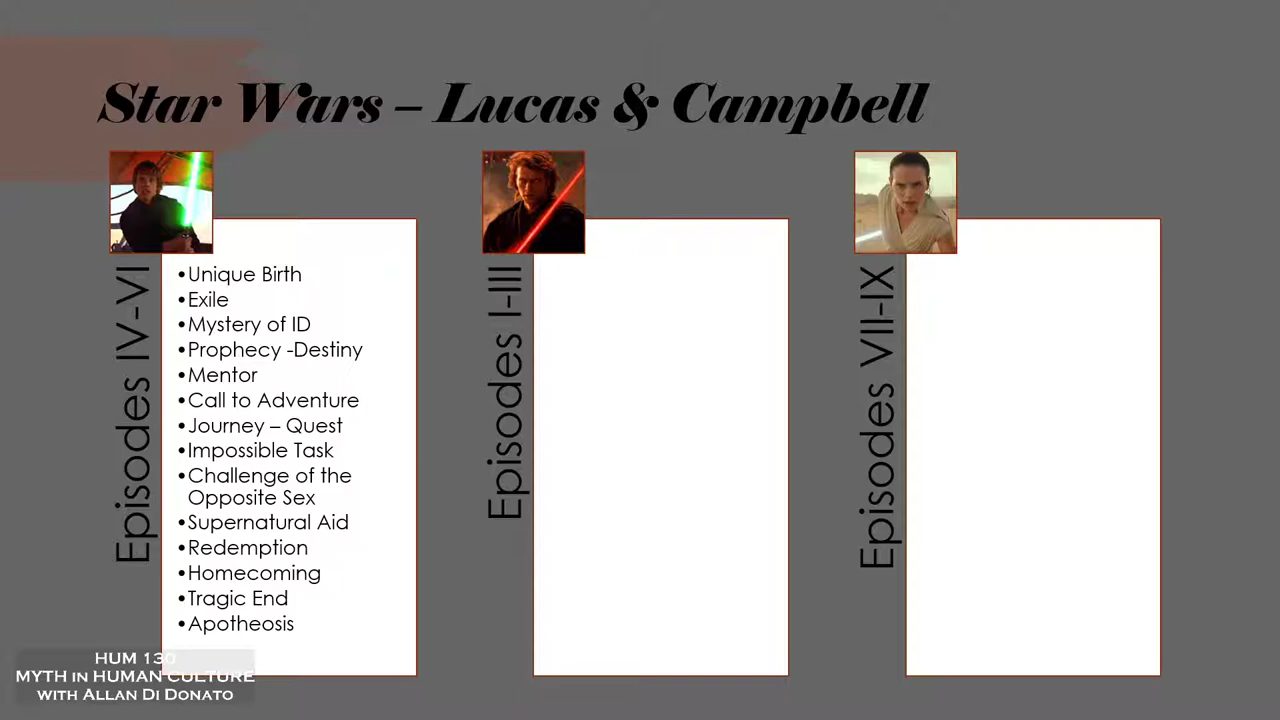 Star Wars – Lucas & Campbell
Episodes IV-VI
•Unique Birth
•Exile
•Mystery of ID
•Prophecy -Destiny
•Mentor
•Call to Adventure
•Journey – Quest
•Impossible Task
•Challenge of the
Opposite Sex
•Supernatural Aid
•Redemption
•Homecoming
•Tragic End
•Apotheosis
Episodes I-III
Episodes VII-IX
HUM 130
MYTH in HUMAN CULTURE
WITH ALLAN DI DONATO